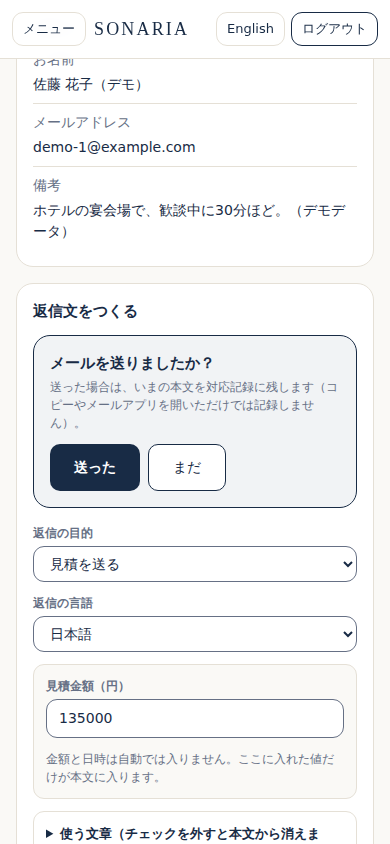 メニュー SONARIA English ログアウト
お名前
佐藤 花子（デモ）
メールアドレス
demo-1@example.com
備考
ホテルの宴会場で、歓談中に30分ほど。（デモデ
ータ）
返信文をつくる
メールを送りましたか？
送った場合は、いまの本文を対応記録に残します（コ
ピーやメールアプリを開いただけでは記録しませ
ん）。
送った まだ
返信の目的
見積を送る
返信の言語
日本語
見積金額（円）
135000
金額と日時は自動では入りません。ここに入れた値だ
けが本文に入ります。
使う文章（チェックを外すと本文から消えま